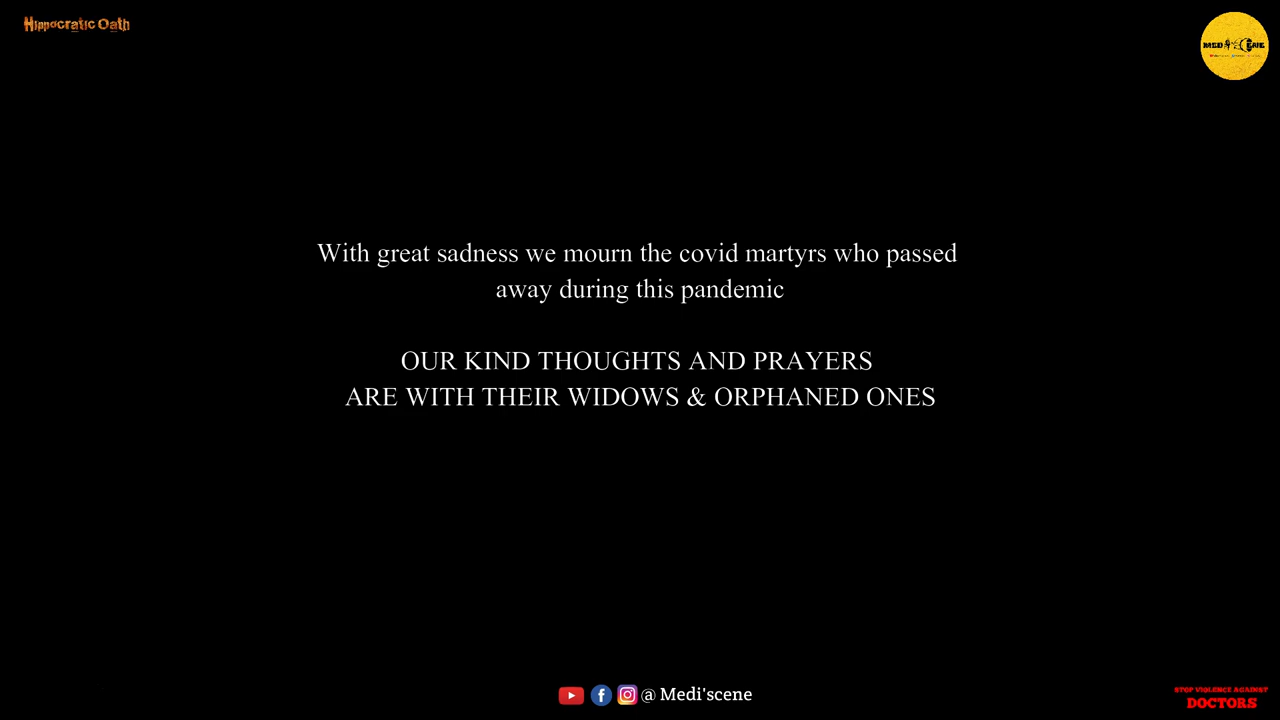 Hippocratic Oath
With great sadness we mourn the covid martyrs who passed
away during this pandemic
OUR KIND THOUGHTS AND PRAYERS
ARE WITH THEIR WIDOWS & ORPHANED ONES
@ Medi'scene
STOP VIOLENCE AGAINST
DOCTORS